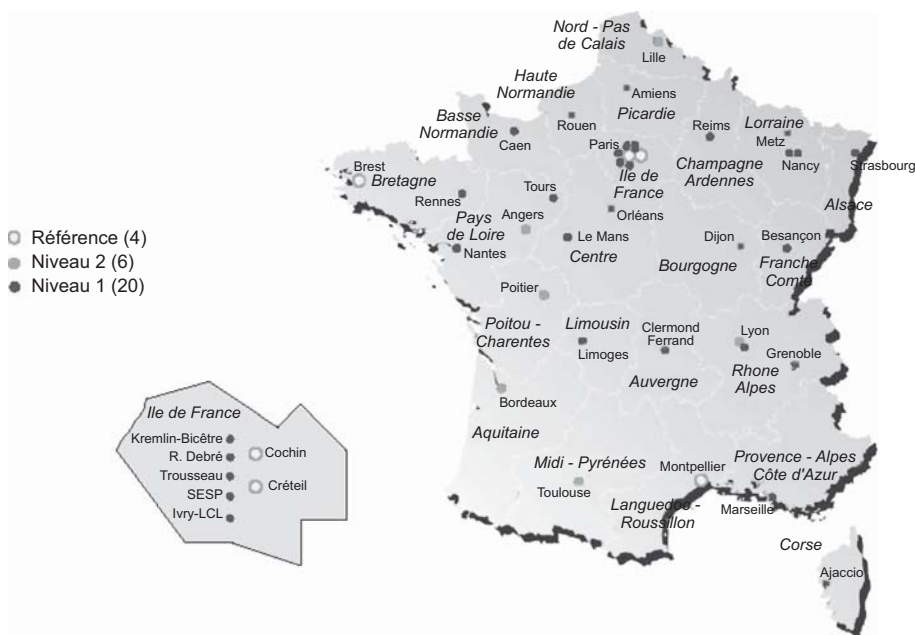 Nord - Pas
de Calais
Lille
Haute
Normandie
Amiens
Picardie
Basse
Normandie
Rouen
Caen
Reims
Lorraine
Metz
Nancy
Strasbourg
Paris
Ile de
France
Champagne
Ardennes
Alsace
Brest
Bretagne
Rennes
Tours
Pays
de Loire
Angers
Orléans
Nantes
Le Mans
Centre
Dijon
Bourgogne
Besançon
Franche
Comté
Référence (4)
Niveau 2 (6)
Niveau 1 (20)
Poitier
Poitou -
Charentes
Limousin
Limoges
Clermond
Ferrand
Auvergne
Lyon
Grenoble
Rhone
Alpes
Bordeaux
Aquitaine
Midi - Pyrénées
Toulouse
Montpellier
Languedoc -
Roussillon
Provence - Alpes
Côte d'Azur
Marseille
Corse
Ajaccio
Ile de France
Kremlin-Bicêtre
R. Debré
Trousseau
SESP
Ivry-LCL
Cochin
Créteil